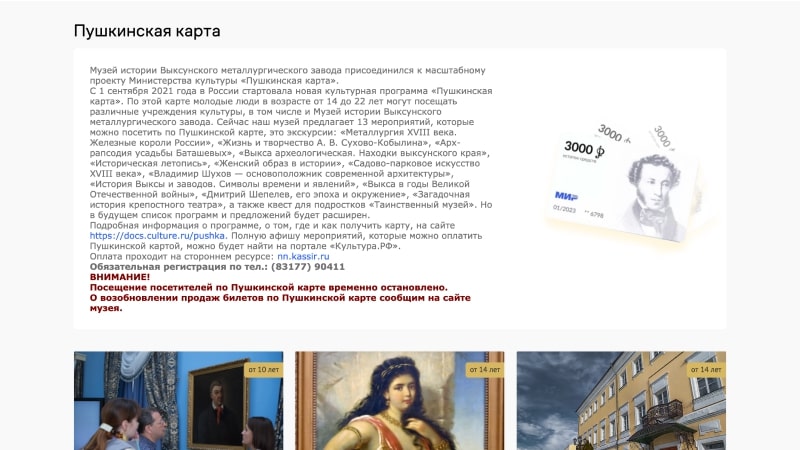 Пушкинская карта
Музей истории Выксунского металлургического завода присоединился к масштабному
проекту Министерства культуры «Пушкинская карта».
С 1 сентября 2021 года в России стартовала новая культурная программа «Пушкинская
карта». По этой карте молодые люди в возрасте от 14 до 22 лет могут посещать
различные учреждения культуры, в том числе и Музей истории Выксунского
металлургического завода. Сейчас наш музей предлагает 13 мероприятий, которые
можно посетить по Пушкинской карте, это экскурсии: «Металлургия XVIII века.
Железные короли России», «Жизнь и творчество А. В. Сухово-Кобылина», «Арх-
рапсодия усадьбы Баташевых», «Выкса археологическая. Находки выксунского края»,
«Историческая летопись», «Женский образ в истории», «Садово-парковое искусство
XVIII века», «Владимир Шухов — основоположник современной архитектуры»,
«История Выксы и заводов. Символы времени и явлений», «Выкса в годы Великой
Отечественной войны», «Дмитрий Шепелев, его эпоха и окружение», «Загадочная
история крепостного театра», а также квест для подростков «Таинственный музей». Но
в будущем список программ и предложений будет расширен.
Подробная информация о программе, о том, где и как получить карту, на сайте
https://docs.culture.ru/pushka. Полную афишу мероприятий, которые можно оплатить
Пушкинской картой, можно будет найти на портале «Культура.РФ».
Оплата проходит на стороннем ресурсе: nn.kassir.ru
Обязательная регистрация по тел.: (83177) 90411
ВНИМАНИЕ!
Посещение посетителей по Пушкинской карте временно остановлено.
О возобновлении продаж билетов по Пушкинской карте сообщим на сайте
музея.
3000
3000
3000
МИР
01/2023 ** 6798
от 10 лет
от 14 лет
от 14 лет